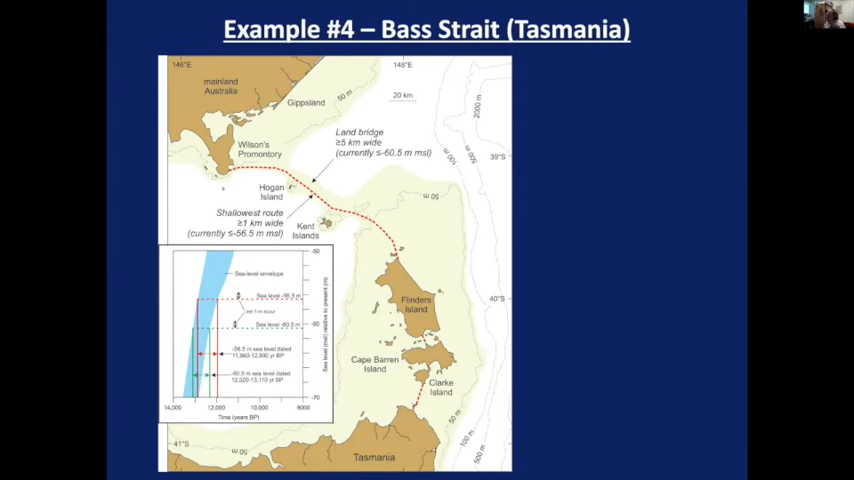 Example #4 – Bass Strait (Tasmania)
146°E
148°E
mainland
Australia
Gippsland
50 m
20 km
2000 m
Land bridge
≥5 km wide
(currently ≤-60.5 m msl)
Wilson's
Promontory
100 m
500 m
39°S
Hogan
Island
50 m
Shallowest route
≥1 km wide
(currently ≤-56.5 m msl)
Kent
Islands
-50
Sea-level envelope
Sea level -56.5 m
Sea level -60.5 m
-60
-56.5 m sea level dated
11,960-12,890 yr BP
-60.5 m sea level dated
12,320-13,110 yr BP
-70
Sea level (msl) relative to present (m)
14,000
12,000
10,000
8000
Time (years BP)
40°S
Flinders
Island
Cape Barren
Island
Clarke
Island
50 m
100 m
500 m
41°S
50 m
Tasmania